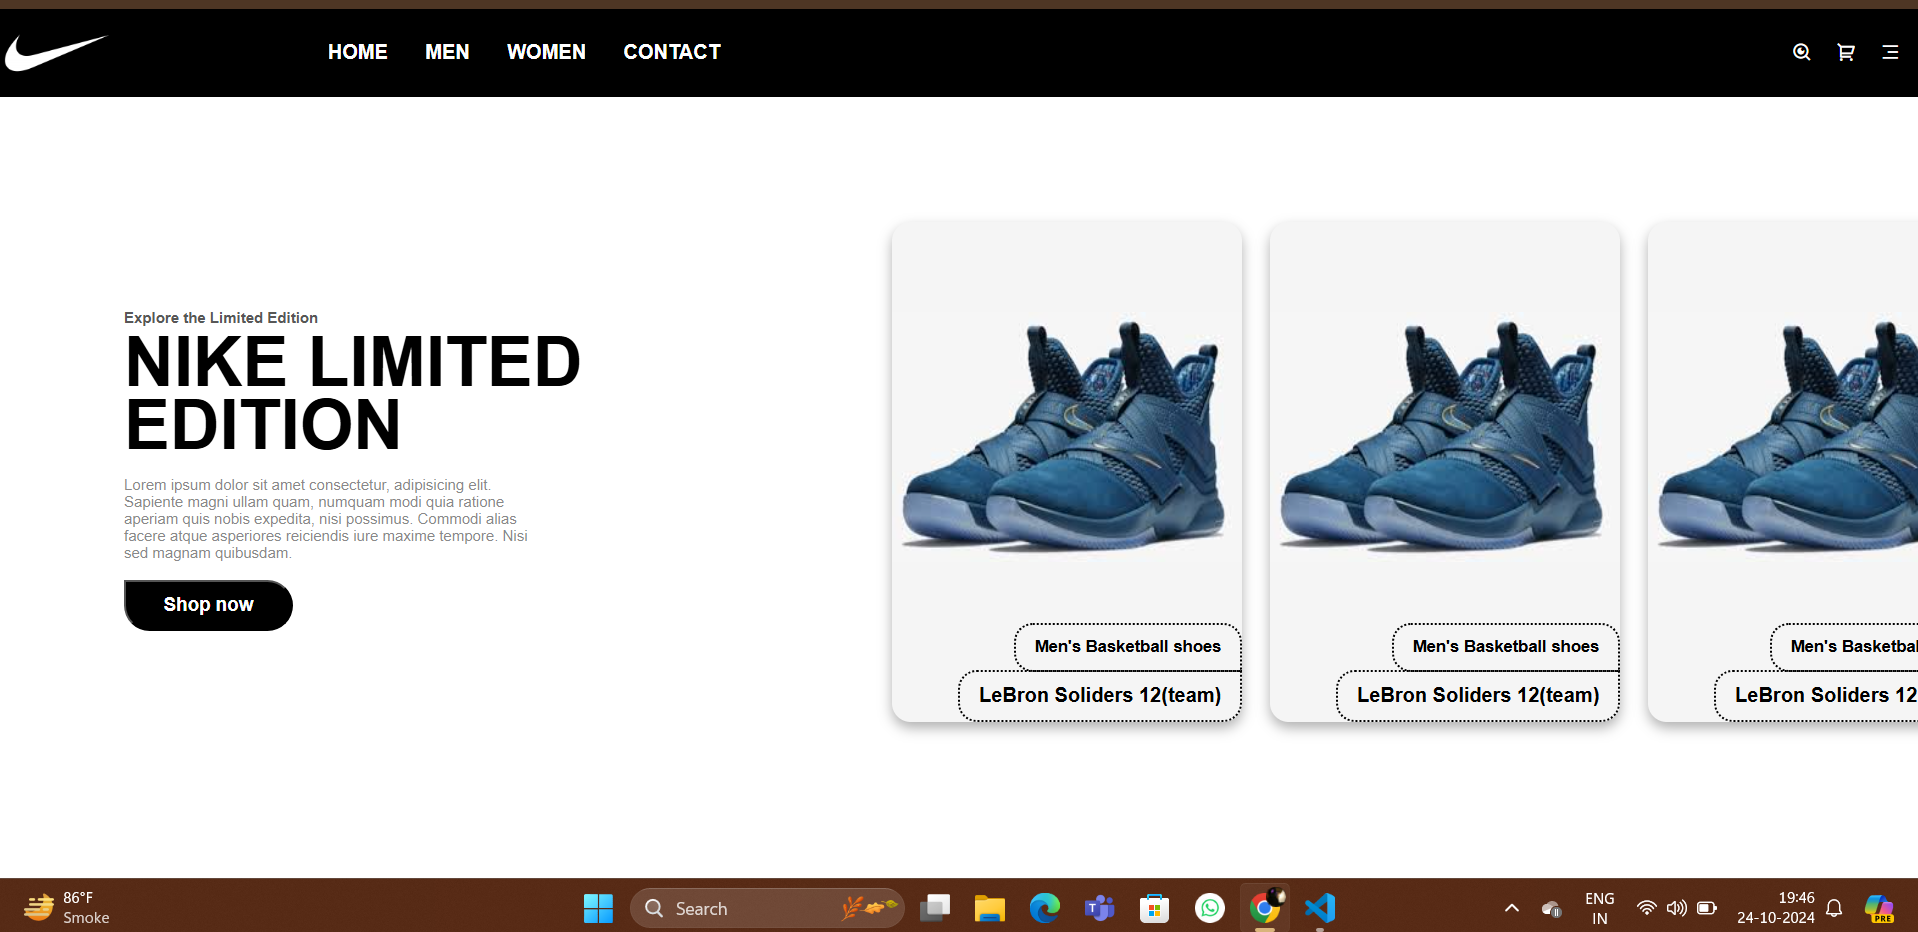 HOME MEN WOMEN CONTACT
Explore the Limited Edition
NIKE LIMITED
EDITION
Lorem ipsum dolor sit amet consectetur, adipisicing elit.
Sapiente magni ullam quam, numquam modi quia ratione
aperiam quis nobis expedita, nisi possimus. Commodi alias
facere atque asperiores reiciendis iure maxime tempore. Nisi
sed magnam quibusdam.
Shop now
Men's Basketball shoes
LeBron Soliders 12(team)
Men's Basketball shoes
LeBron Soliders 12(team)
Men's Basketbal
LeBron Soliders 12
86°F
Smoke
Search
ENG
IN
19:46
24-10-2024
PRE